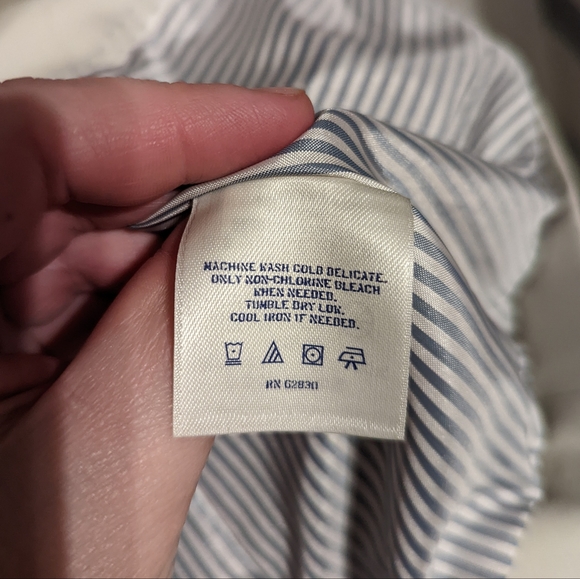 MACHINE WASH COLD DELICATE.
ONLY NON-CHLORINE BLEACH
WHEN NEEDED.
TUMBLE DRY LOW.
COOL IRON IF NEEDED.
RN 62830